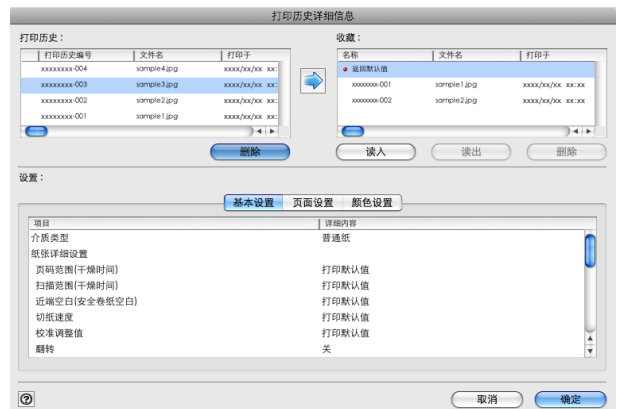 打印历史详细信息
打印历史： 收藏：
打印历史编号 文件名 打印于 名称 文件名 打印于
xxxxxxxx-004 sample4.jpg xxxx/xx/xx xx: 返回默认值
xxxxxxxx-003 sample3.jpg xxxx/xx/xx xx: xxxxxxxx-001 sample1.jpg xxxx/xx/xx xx:xx
xxxxxxxx-002 sample2.jpg xxxx/xx/xx xx: xxxxxxxx-002 sample2.jpg xxxx/xx/xx xx:xx
xxxxxxxx-001 sample1.jpg xxxx/xx/xx xx:
删除 读入 读出 删除
设置：
基本设置 页面设置 颜色设置
项目 详细内容
介质类型 普通纸
纸张详细设置
页码范围(干燥时间) 打印默认值
扫描范围(干燥时间) 打印默认值
近端空白(安全卷纸空白) 打印默认值
切纸速度 打印默认值
校准调整值 打印默认值
翻转 关
? 取消 确定